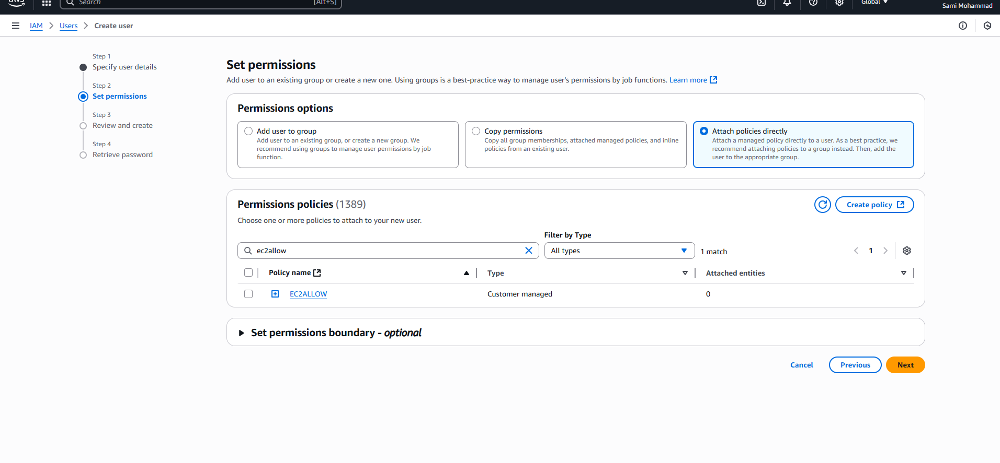 aws
Search
[Alt+S]
Global
Sami Mohammad
IAM
Users
Create user
Step 1
Specify user details
Step 2
Set permissions
Step 3
Review and create
Step 4
Retrieve password
Set permissions
Add user to an existing group or create a new one. Using groups is a best-practice way to manage user's permissions by job functions. Learn more
Permissions options
Add user to group
Add user to an existing group, or create a new group. We
recommend using groups to manage user permissions by job
function.
Copy permissions
Copy all group memberships, attached managed policies, and inline
policies from an existing user.
Attach policies directly
Attach a managed policy directly to a user. As a best practice, we
recommend attaching policies to a group instead. Then, add the
user to the appropriate group.
Permissions policies (1389)
Create policy
Choose one or more policies to attach to your new user.
Filter by Type
ec2allow
All types
1 match
1
Policy name
Type
Attached entities
EC2ALLOW
Customer managed
0
Set permissions boundary - optional
Cancel
Previous
Next